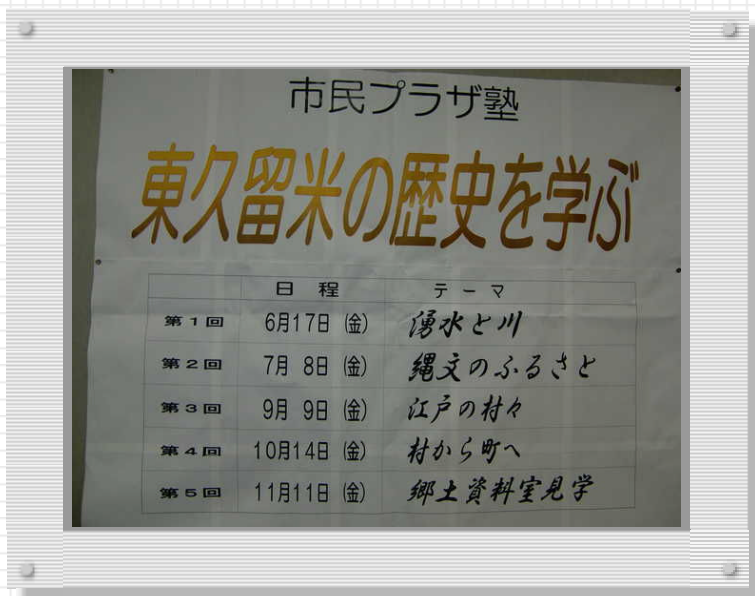 市民プラザ塾
東久留米の歴史を学ぶ
日 程 テ ー マ
第1回 6月17日 (金) 湧水と川
第2回 7月 8日 (金) 縄文のふるさと
第3回 9月 9日 (金) 江戸の村々
第4回 10月14日 (金) 村から町へ
第5回 11月11日 (金) 郷土資料室見学